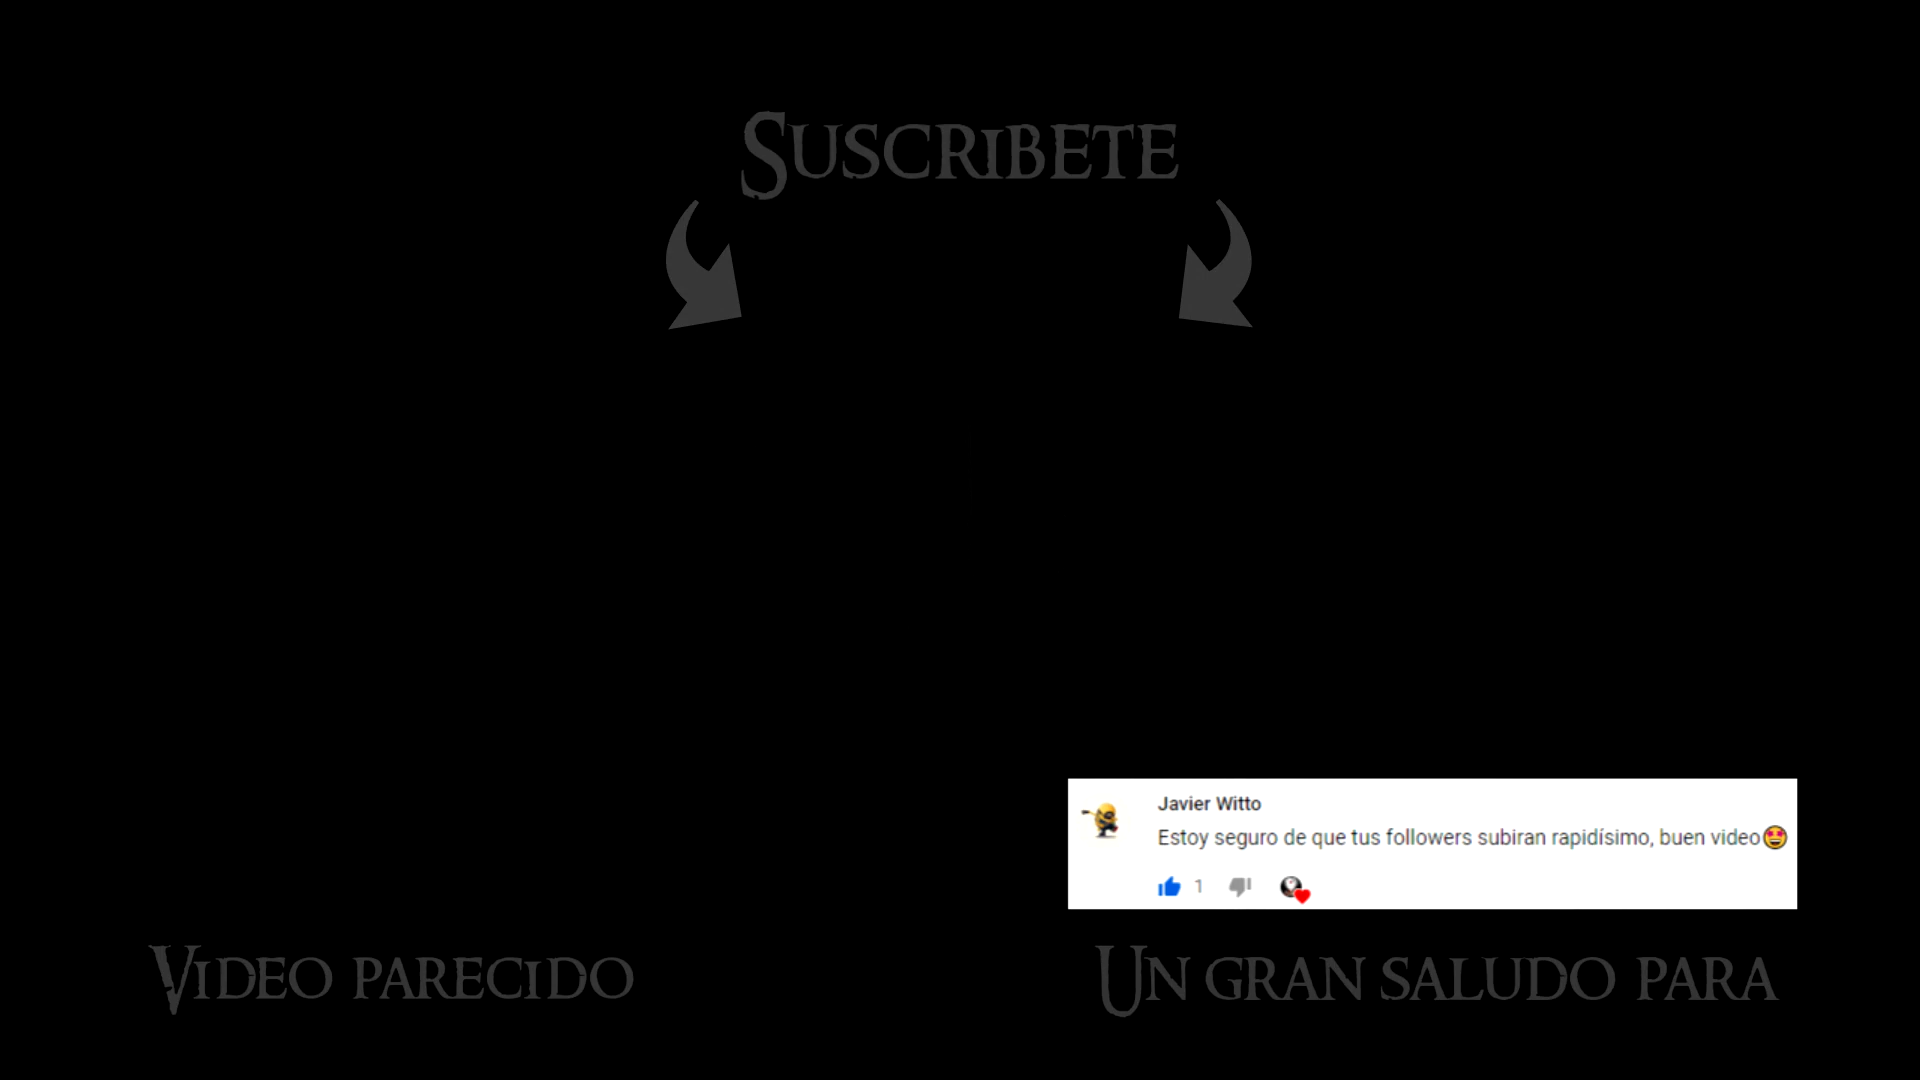 Suscribete
Javier Witto
Estoy seguro de que tus followers subiran rapidísimo, buen video🤩
1
Video parecido
Un gran saludo para